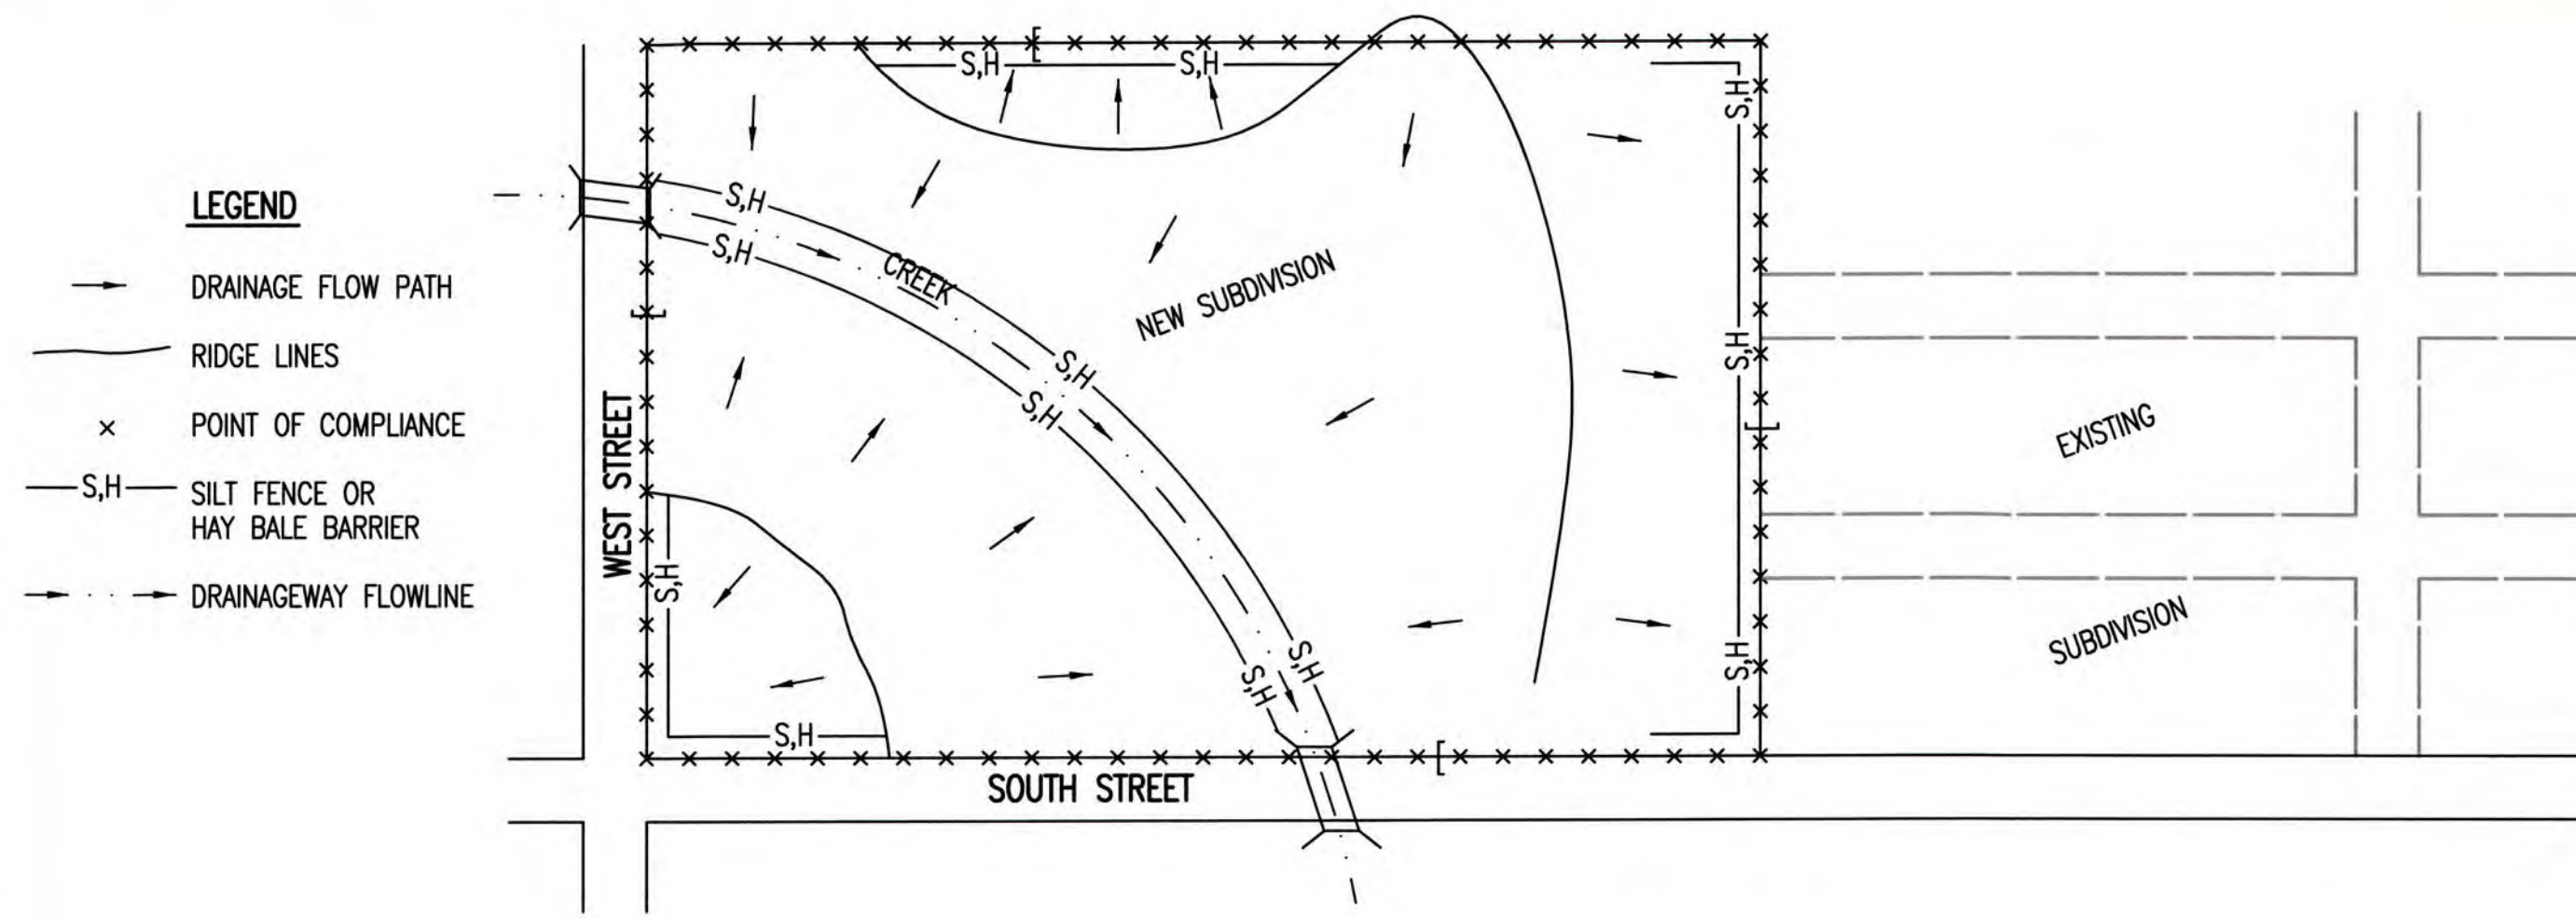 LEGEND
DRAINAGE FLOW PATH
RIDGE LINES
POINT OF COMPLIANCE
S,H
SILT FENCE OR
HAY BALE BARRIER
DRAINAGEWAY FLOWLINE
S,H
S,H
S,H
S,H
S,H
CREEK
NEW SUBDIVISION
S,H
S,H
S,H
WEST STREET
EXISTING
S,H
SUBDIVISION
S,H
S,H
S,H
S,H
SOUTH STREET